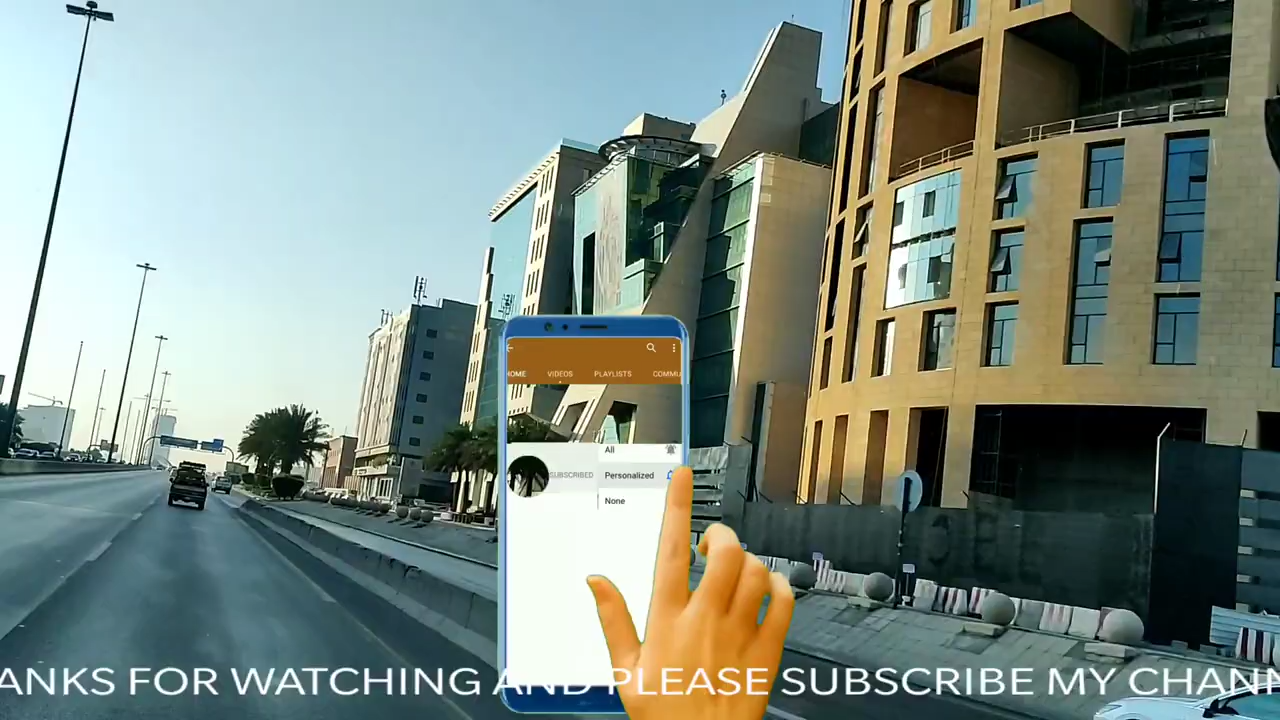 HOME VIDEOS PLAYLISTS COMMU
All
SUBSCRIBED Personalized
None
ANKS FOR WATCHING AND PLEASE SUBSCRIBE MY CHANN